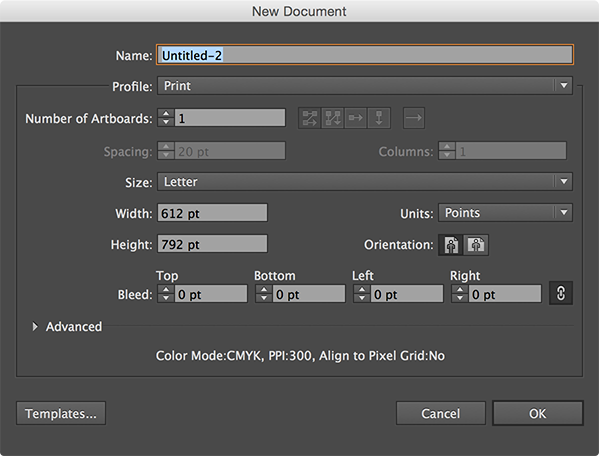 New Document
Name: Untitled-2
Profile: Print
Number of Artboards: 1
Spacing: 20 pt Columns: 1
Size: Letter
Width: 612 pt Units: Points
Height: 792 pt Orientation:
Top Bottom Left Right
Bleed: 0 pt 0 pt 0 pt 0 pt
Advanced
Color Mode:CMYK, PPI:300, Align to Pixel Grid:No
Templates... Cancel OK